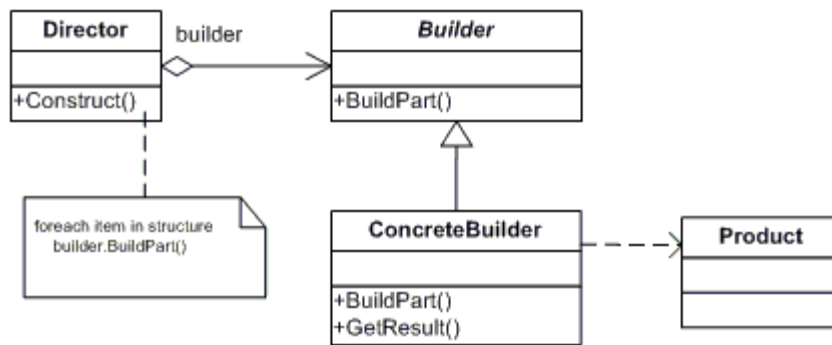 Director
+Construct()
builder
Builder
+BuildPart()
foreach item in structure
builder.BuildPart()
ConcreteBuilder
+BuildPart()
+GetResult()
Product